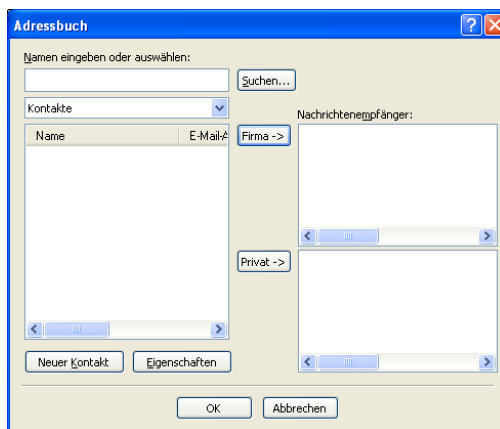 Adressbuch
Namen eingeben oder auswählen:
Suchen...
Kontakte
Nachrichtenempfänger:
Name E-Mail-A
Firma ->
Privat ->
Neuer Kontakt Eigenschaften
OK Abbrechen